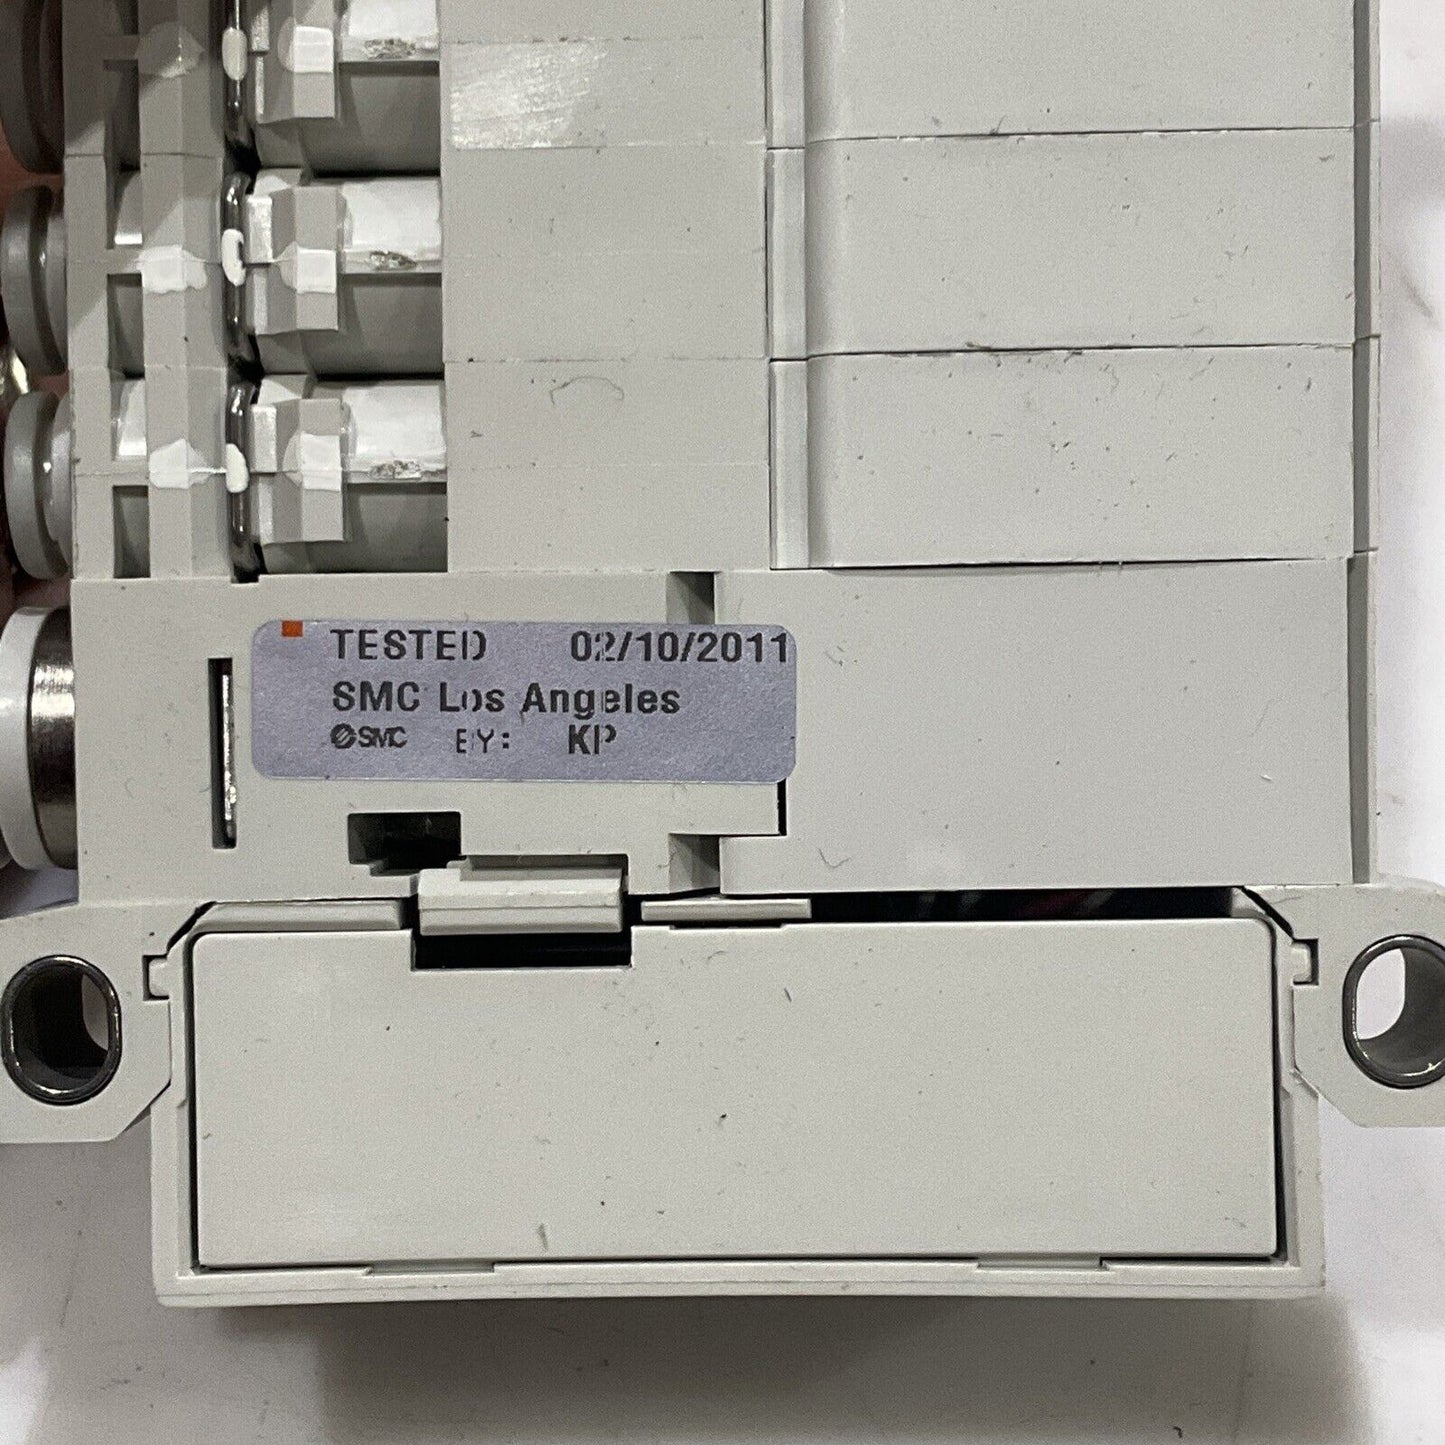 TESTED 02/10/2011
SMC Los Angeles
SMC BY: KP